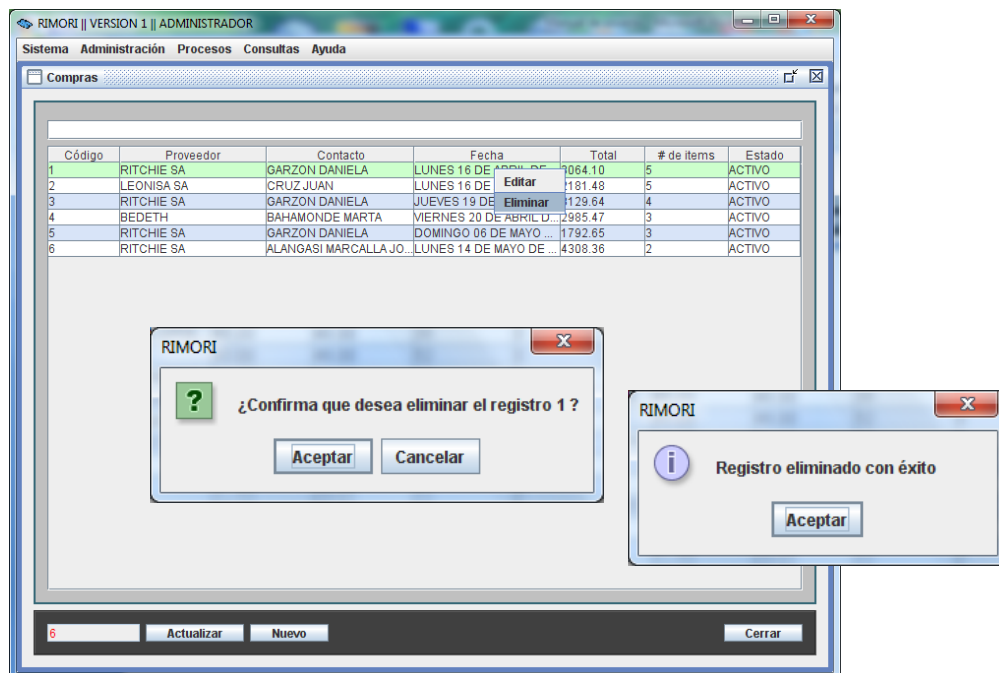 RIMORI || VERSION 1 || ADMINISTRADOR
Sistema Administración Procesos Consultas Ayuda
Compras
Código Proveedor Contacto Fecha Total # de items Estado
1 RITCHIE SA GARZON DANIELA LUNES 16 DE ABRIL DE 064.10 5 ACTIVO
2 LEONISA SA CRUZ JUAN LUNES 16 DE 2181.48 5 ACTIVO
3 RITCHIE SA GARZON DANIELA JUEVES 19 DE 129.64 4 ACTIVO
4 BEDETH BAHAMONDE MARTA VIERNES 20 DE ABRIL D... 2985.47 3 ACTIVO
5 RITCHIE SA GARZON DANIELA DOMINGO 06 DE MAYO ... 1792.65 3 ACTIVO
6 RITCHIE SA ALANGASI MARCALLA JO... LUNES 14 DE MAYO DE ... 4308.36 2 ACTIVO
Editar
Eliminar
RIMORI
¿Confirma que desea eliminar el registro 1 ?
Aceptar Cancelar
RIMORI
Registro eliminado con éxito
Aceptar
6 Actualizar Nuevo Cerrar